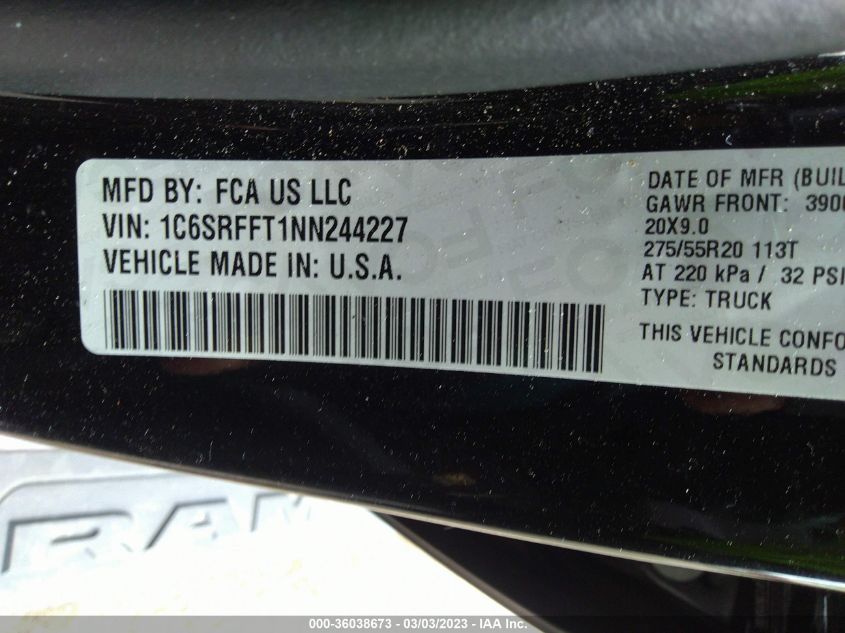 MFD BY: FCA US LLC
VIN: 1C6SRFFT1NN244227
VEHICLE MADE IN: U.S.A.
DATE OF MFR (BUIL
GAWR FRONT: 390
20X9.0
275/55R20 113T
AT 220 kPa / 32 PSI
TYPE: TRUCK
THIS VEHICLE CONFO
STANDARDS
RAM
000-36038673 - 03/03/2023 - IAA Inc.